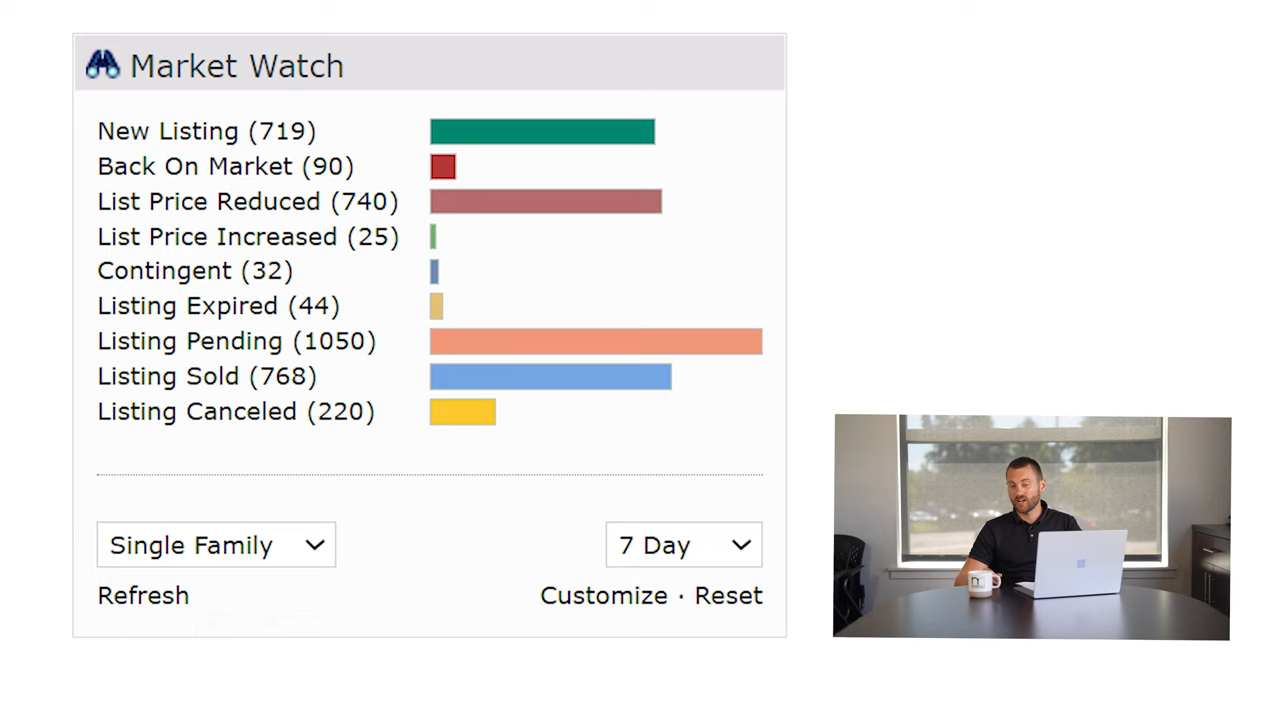 Market Watch
New Listing (719)
Back On Market (90)
List Price Reduced (740)
List Price Increased (25)
Contingent (32)
Listing Expired (44)
Listing Pending (1050)
Listing Sold (768)
Listing Canceled (220)
Single Family 7 Day
Refresh Customize · Reset